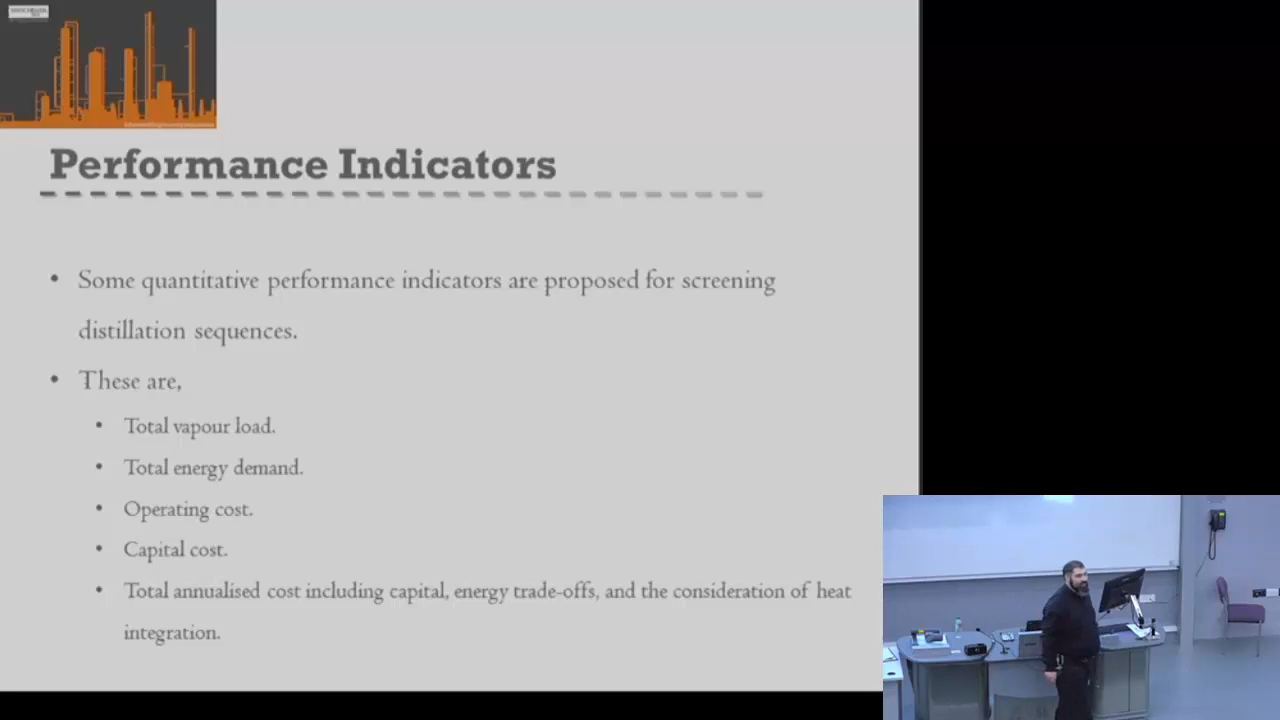 Performance Indicators
• Some quantitative performance indicators are proposed for screening
distillation sequences.
• These are,
• Total vapour load.
• Total energy demand.
• Operating cost.
• Capital cost.
• Total annualised cost including capital, energy trade-offs, and the consideration of heat
integration.